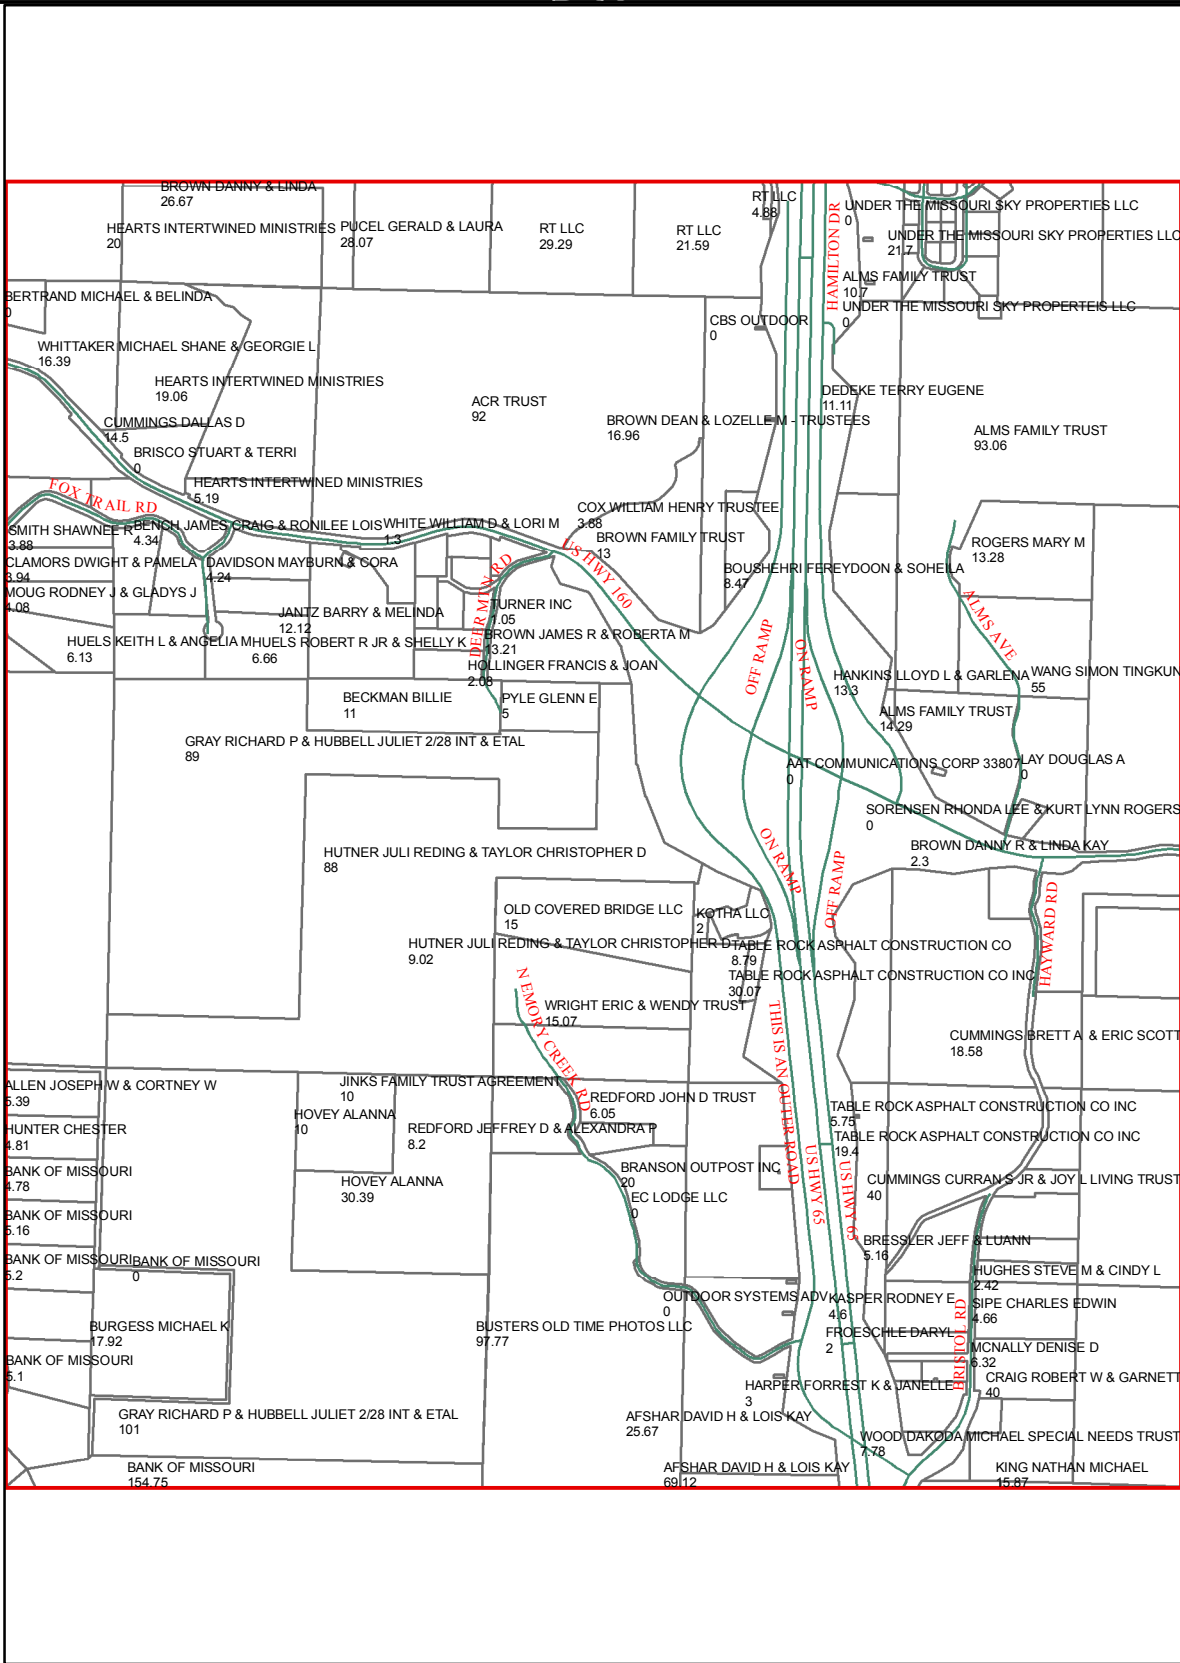 BROWN DANNY & LINDA
26.67
HEARTS INTERTWINED MINISTRIES
20
PUCEL GERALD & LAURA
28.07
RT LLC
29.29
RT LLC
21.59
RT LLC
4.88
HAMILTON DR
UNDER THE MISSOURI SKY PROPERTIES LLC
0
UNDER THE MISSOURI SKY PROPERTIES LLC
21.7
ALMS FAMILY TRUST
10.7
UNDER THE MISSOURI SKY PROPERTEIS LLC
0
BERTRAND MICHAEL & BELINDA
0
CBS OUTDOOR
0
WHITTAKER MICHAEL SHANE & GEORGIE L
16.39
HEARTS INTERTWINED MINISTRIES
19.06
ACR TRUST
92
DEDEKE TERRY EUGENE
11.11
BROWN DEAN & LOZELLE M - TRUSTEES
16.96
ALMS FAMILY TRUST
93.06
CUMMINGS DALLAS D
14.5
BRISCO STUART & TERRI
0
HEARTS INTERTWINED MINISTRIES
5.19
FOX TRAIL RD
COX WILLIAM HENRY TRUSTEE
3.88
SMITH SHAWNEE R
3.88
BENCH JAMES CRAIG & RONILEE LOIS
4.34
WHITE WILLIAM D & LORI M
1.3
BROWN FAMILY TRUST
13
US HWY 160
ROGERS MARY M
13.28
CLAMORS DWIGHT & PAMELA
3.94
DAVIDSON MAYBURN & CORA
4.24
BOUSHEHRI FEREYDOON & SOHEILA
8.47
MOUG RODNEY J & GLADYS J
4.08
DEER MTN RD
TURNER INC
1.05
JANTZ BARRY & MELINDA
12.12
ALMS AVE
HUELS KEITH L & ANGELIA M
6.13
HUELS ROBERT R JR & SHELLY K
6.66
BROWN JAMES R & ROBERTA M
13.21
HOLLINGER FRANCIS & JOAN
2.08
OFF RAMP
ON RAMP
HANKINS LLOYD L & GARLENA
13.3
WANG SIMON TINGKUN
55
BECKMAN BILLIE
11
PYLE GLENN E
5
ALMS FAMILY TRUST
14.29
GRAY RICHARD P & HUBBELL JULIET 2/28 INT & ETAL
89
AAT COMMUNICATIONS CORP 33807
0
LAY DOUGLAS A
0
SORENSEN RHONDA LEE & KURT LYNN ROGERS
0
HUTNER JULI REDING & TAYLOR CHRISTOPHER D
88
BROWN DANNY R & LINDA KAY
2.3
ON RAMP
OFF RAMP
OLD COVERED BRIDGE LLC
15
KOTHA LLC
2
HAYWARD RD
HUTNER JULI REDING & TAYLOR CHRISTOPHER D
9.02
TABLE ROCK ASPHALT CONSTRUCTION CO
8.79
TABLE ROCK ASPHALT CONSTRUCTION CO INC
30.07
N EMORY CREEK RD
WRIGHT ERIC & WENDY TRUST
15.07
THIS IS AN OUTER ROAD
CUMMINGS BRETT A & ERIC SCOTT
18.58
ALLEN JOSEPH W & CORTNEY W
5.39
JINKS FAMILY TRUST AGREEMENT
10
HOVEY ALANNA
10
REDFORD JOHN D TRUST
6.05
TABLE ROCK ASPHALT CONSTRUCTION CO INC
5.75
HUNTER CHESTER
4.81
REDFORD JEFFREY D & ALEXANDRA P
8.2
TABLE ROCK ASPHALT CONSTRUCTION CO INC
19.4
BANK OF MISSOURI
4.78
HOVEY ALANNA
30.39
BRANSON OUTPOST INC
20
US HWY 65
US HWY 65
CUMMINGS CURRAN S JR & JOY L LIVING TRUST
40
EC LODGE LLC
0
BANK OF MISSOURI
5.16
BRESSLER JEFF & LUANN
5.16
BANK OF MISSOURI
5.2
BANK OF MISSOURI
0
HUGHES STEVE M & CINDY L
2.42
OUTDOOR SYSTEMS ADV
0
KASPER RODNEY E
4.6
SIPE CHARLES EDWIN
4.66
BURGESS MICHAEL K
17.92
BUSTERS OLD TIME PHOTOS LLC
97.77
FROESCHLE DARYL
2
BRISTOL RD
MCNALLY DENISE D
6.32
BANK OF MISSOURI
5.1
HARPER FORREST K & JANELLE
3
CRAIG ROBERT W & GARNETT
40
GRAY RICHARD P & HUBBELL JULIET 2/28 INT & ETAL
101
AFSHAR DAVID H & LOIS KAY
25.67
WOOD DAKODA MICHAEL SPECIAL NEEDS TRUST
7.78
BANK OF MISSOURI
154.75
AFSHAR DAVID H & LOIS KAY
69.12
KING NATHAN MICHAEL
15.87